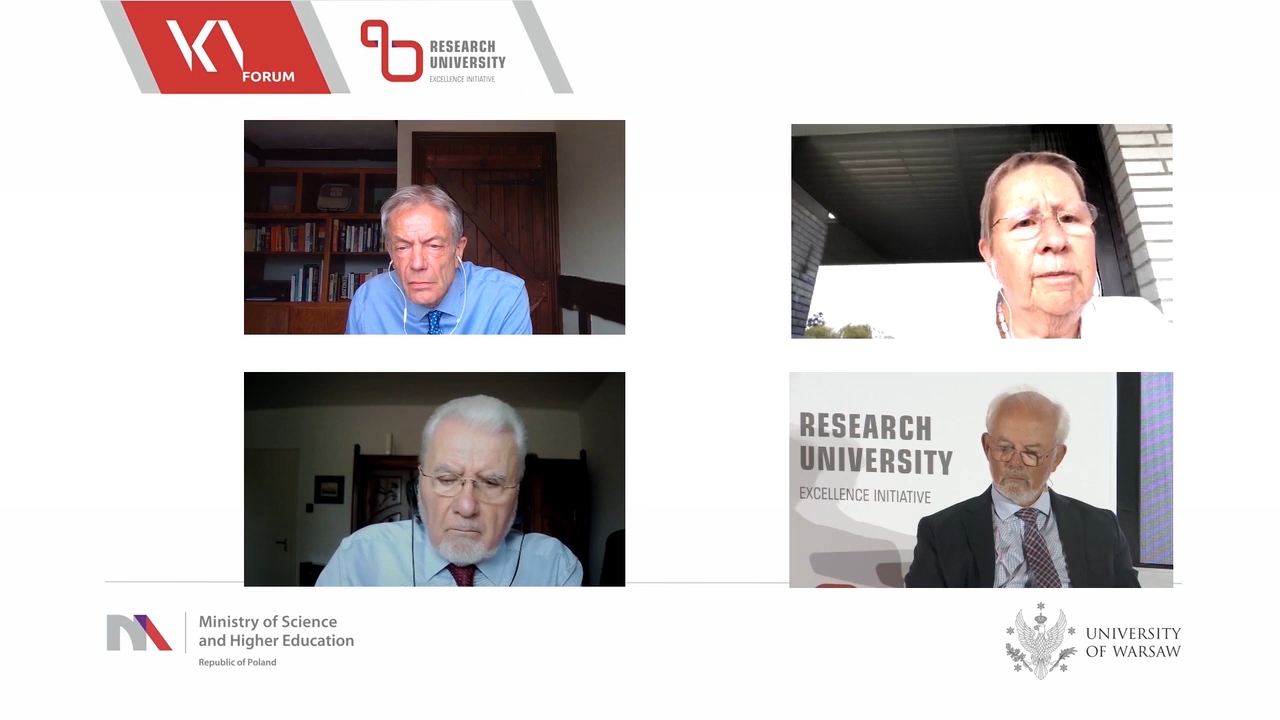 FORUM
RESEARCH
UNIVERSITY
EXCELLENCE INITIATIVE
RESEARCH
UNIVERSITY
EXCELLENCE INITIATIVE
Ministry of Science
and Higher Education
Republic of Poland
UNIVERSITY
OF WARSAW